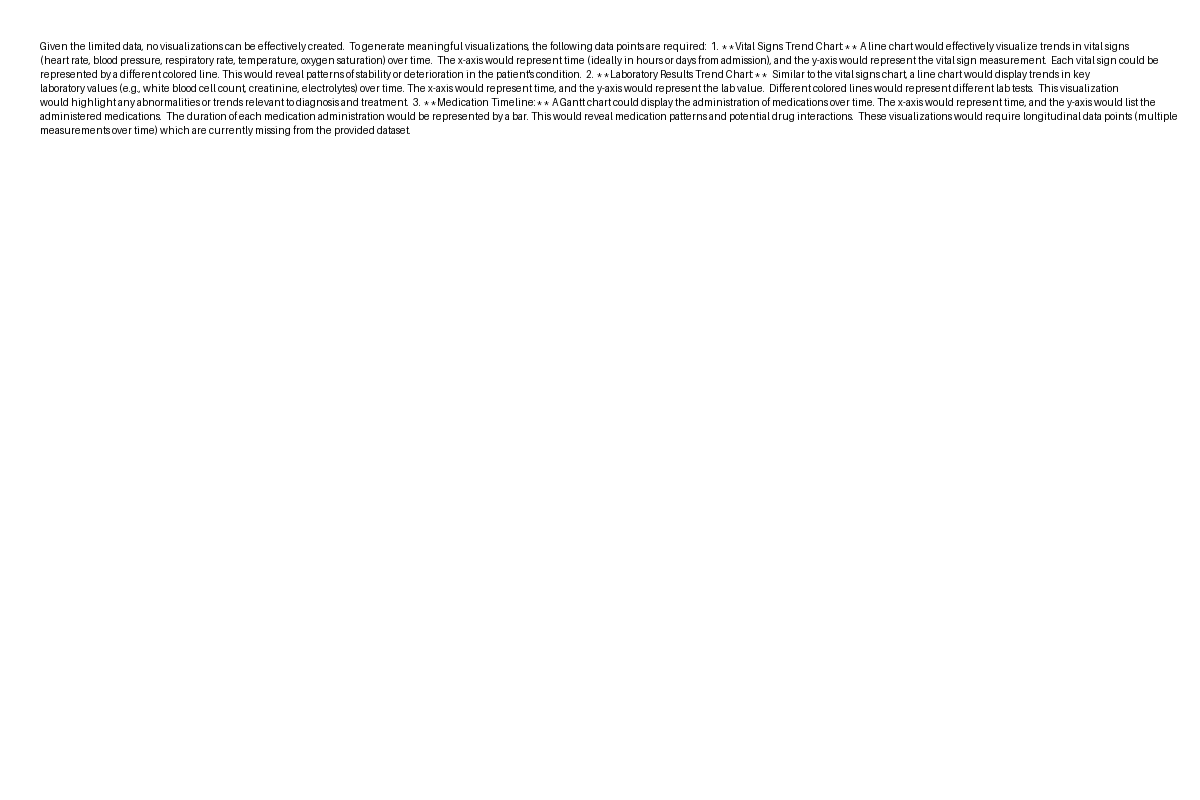 Given the limited data, no visualizations can be effectively created.  To generate meaningful visualizations, the following data points are required:  1. **Vital Signs Trend Chart:** A line chart would effectively visualize trends in vital signs
(heart rate, blood pressure, respiratory rate, temperature, oxygen saturation) over time.  The x-axis would represent time (ideally in hours or days from admission), and the y-axis would represent the vital sign measurement.  Each vital sign could be
represented by a different colored line. This would reveal patterns of stability or deterioration in the patient's condition.  2. **Laboratory Results Trend Chart:**  Similar to the vital signs chart, a line chart would display trends in key
laboratory values (e.g., white blood cell count, creatinine, electrolytes) over time. The x-axis would represent time, and the y-axis would represent the lab value.  Different colored lines would represent different lab tests.  This visualization
would highlight any abnormalities or trends relevant to diagnosis and treatment. 3. **Medication Timeline:** A Gantt chart could display the administration of medications over time. The x-axis would represent time, and the y-axis would list the
administered medications.  The duration of each medication administration would be represented by a bar. This would reveal medication patterns and potential drug interactions.  These visualizations would require longitudinal data points (multiple
measurements over time) which are currently missing from the provided dataset.